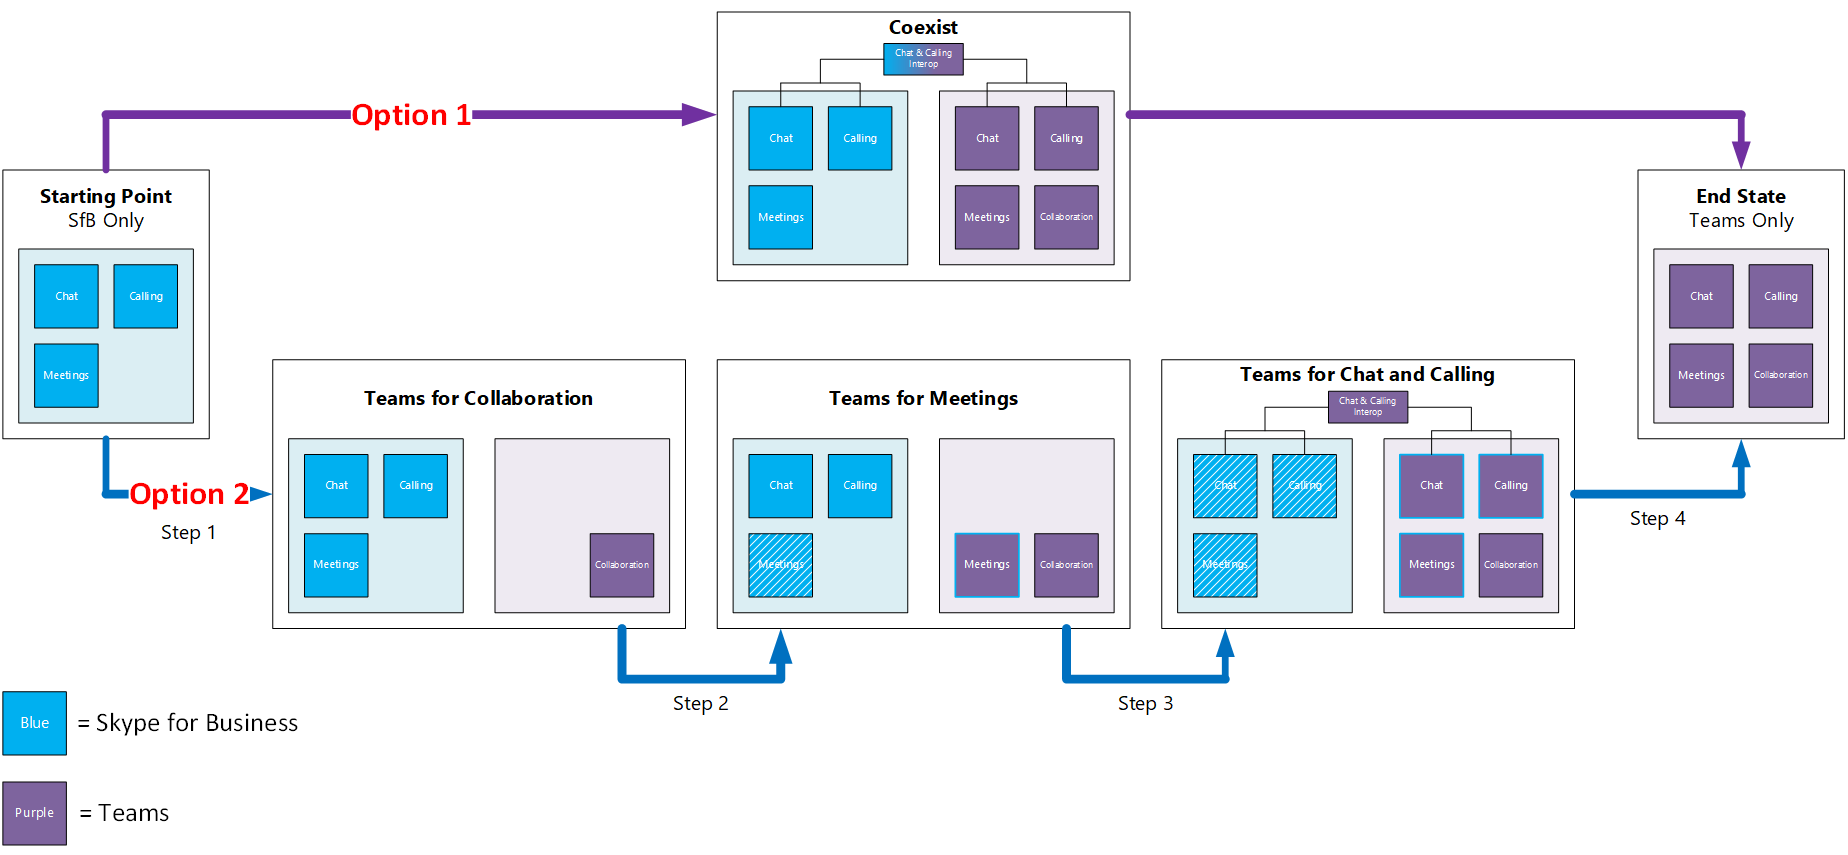 Coexist
Chat & Calling
Interop
Chat
Calling
Meetings
Chat
Calling
Meetings
Collaboration
Option 1
Starting Point
SfB Only
Chat
Calling
Meetings
End State
Teams Only
Chat
Calling
Meetings
Collaboration
Option 2
Step 1
Teams for Collaboration
Chat
Calling
Meetings
Collaboration
Step 2
Teams for Meetings
Chat
Calling
Meetings
Meetings
Collaboration
Step 3
Teams for Chat and Calling
Chat & Calling
Interop
Chat
Calling
Meetings
Chat
Calling
Meetings
Collaboration
Step 4
Blue
= Skype for Business
Purple
= Teams